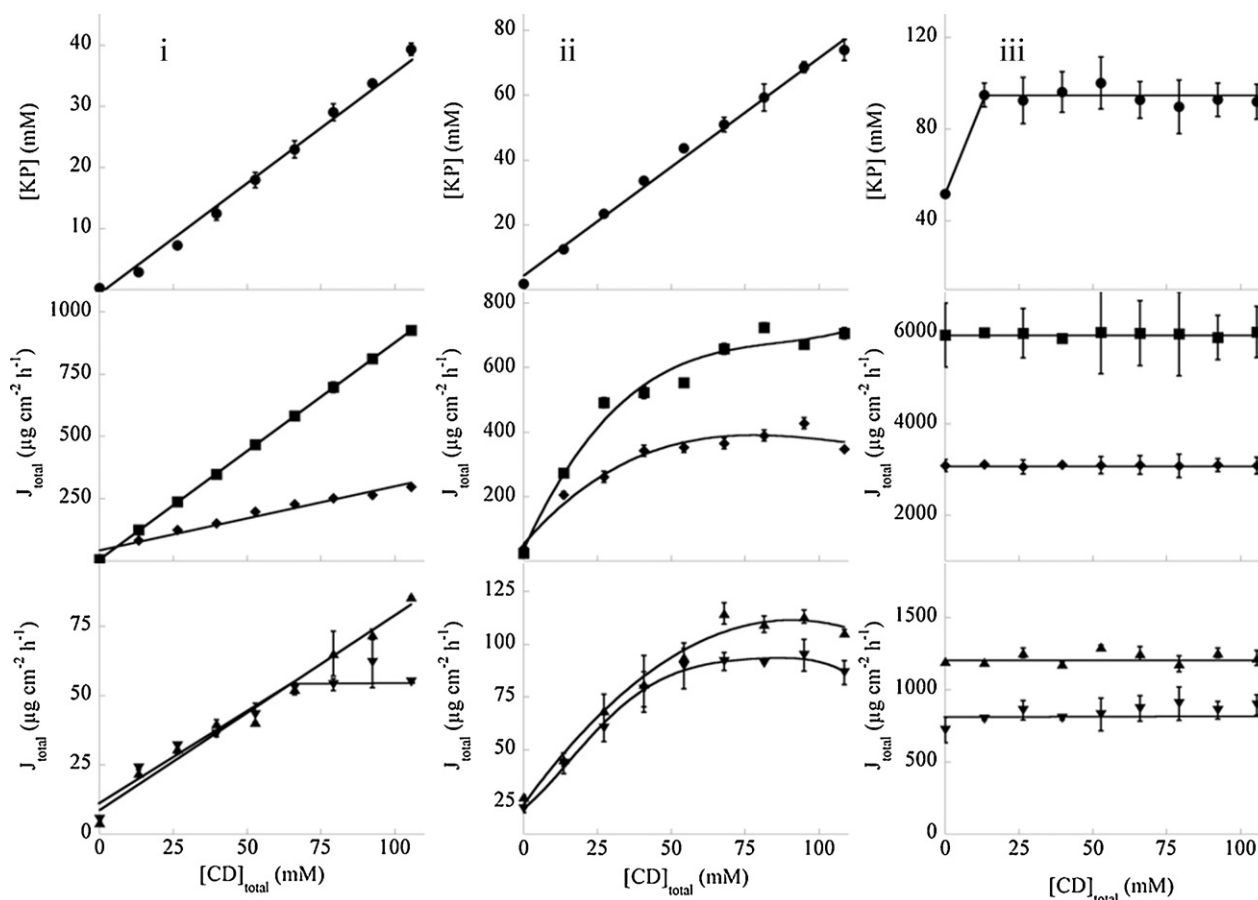 i
40
30
20
10
[KP] (mM)
ii
80
60
40
20
[KP] (mM)
iii
120
80
40
[KP] (mM)
1000
750
500
250
J_total (µg cm⁻² h⁻¹)
800
600
400
200
J_total (µg cm⁻² h⁻¹)
6000
4000
2000
J_total (µg cm⁻² h⁻¹)
75
50
25
0
J_total (µg cm⁻² h⁻¹)
125
100
75
50
25
J_total (µg cm⁻² h⁻¹)
1500
1000
500
0
J_total (µg cm⁻² h⁻¹)
0 25 50 75 100
[CD]_total (mM)
0 25 50 75 100
[CD]_total (mM)
0 25 50 75 100
[CD]_total (mM)